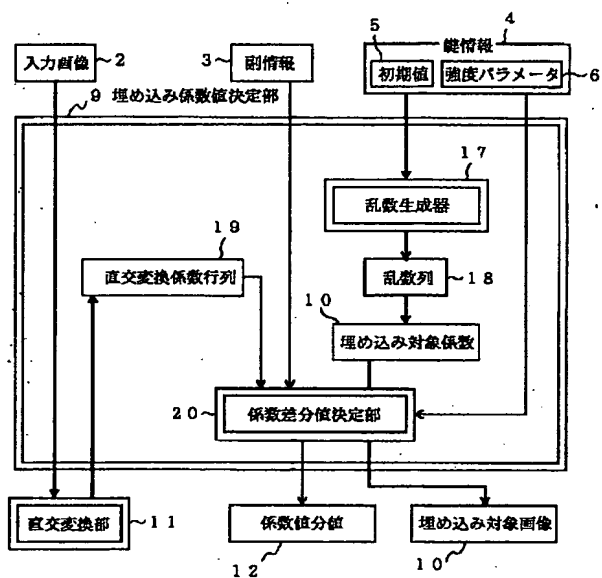 4
鍵情報
5
入力画像 2
3 副情報
初期値
強度パラメータ 6
9 埋め込み係数値決定部
17
乱数生成器
19
直交変換係数行列
乱数列 18
10
埋め込み対象係数
20 係数差分値決定部
直交変換部 11
係数値分値
12
埋め込み対象画像
10